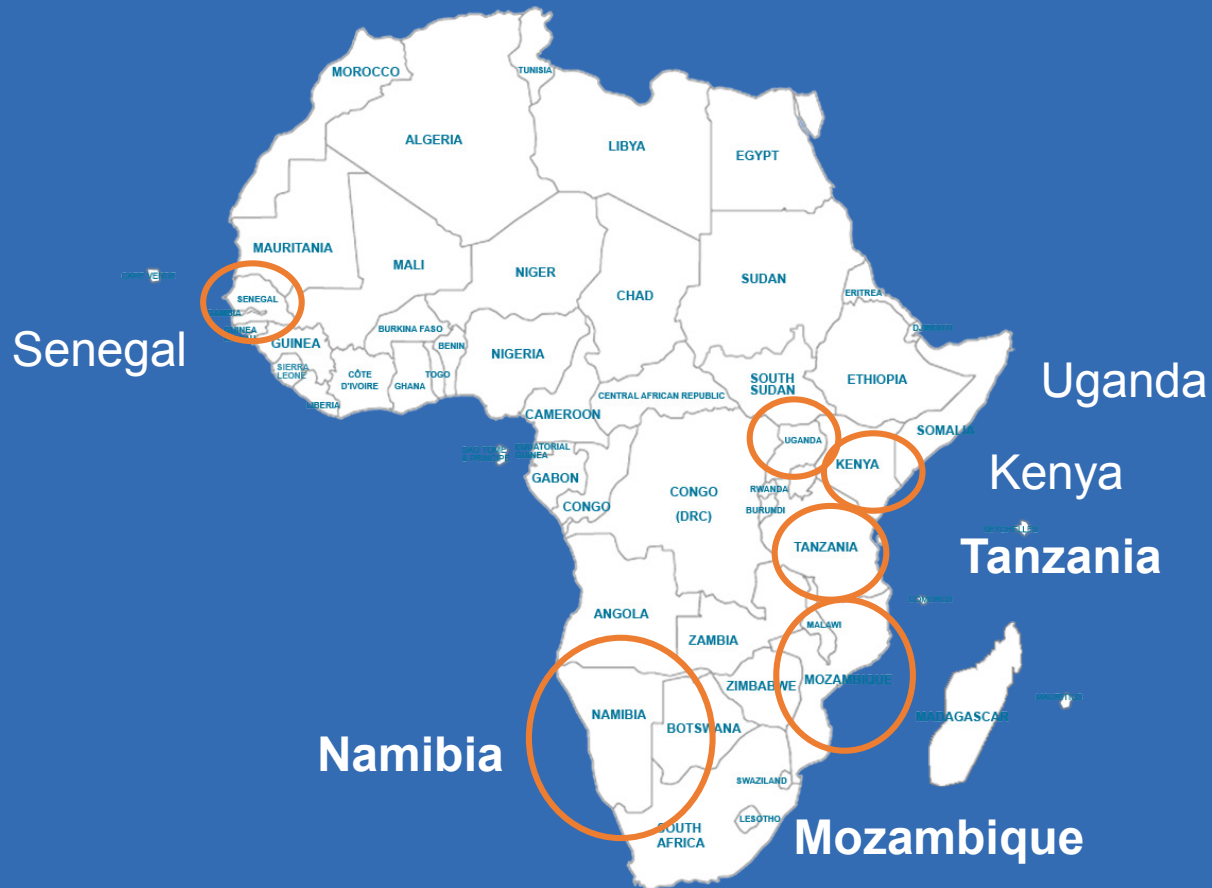 MOROCCO
TUNISIA
ALGERIA
LIBYA
EGYPT
MAURITANIA
MALI
NIGER
CHAD
SUDAN
ERITREA
SENEGAL
Senegal
GUINEA
BURKINA FASO
BENIN
NIGERIA
SIERRA
LEONE
CÔTE
D'IVOIRE
GHANA
TOGO
LIBERIA
CAMEROON
CENTRAL AFRICAN REPUBLIC
SOUTH
SUDAN
ETHIOPIA
SOMALIA
Uganda
UGANDA
KENYA
Kenya
EQUATORIAL
GUINEA
GABON
CONGO
CONGO
(DRC)
RWANDA
BURUNDI
TANZANIA
Tanzania
ANGOLA
ZAMBIA
MALAWI
MOZAMBIQUE
ZIMBABWE
NAMIBIA
BOTSWANA
MADAGASCAR
Namibia
SWAZILAND
LESOTHO
SOUTH
AFRICA
Mozambique